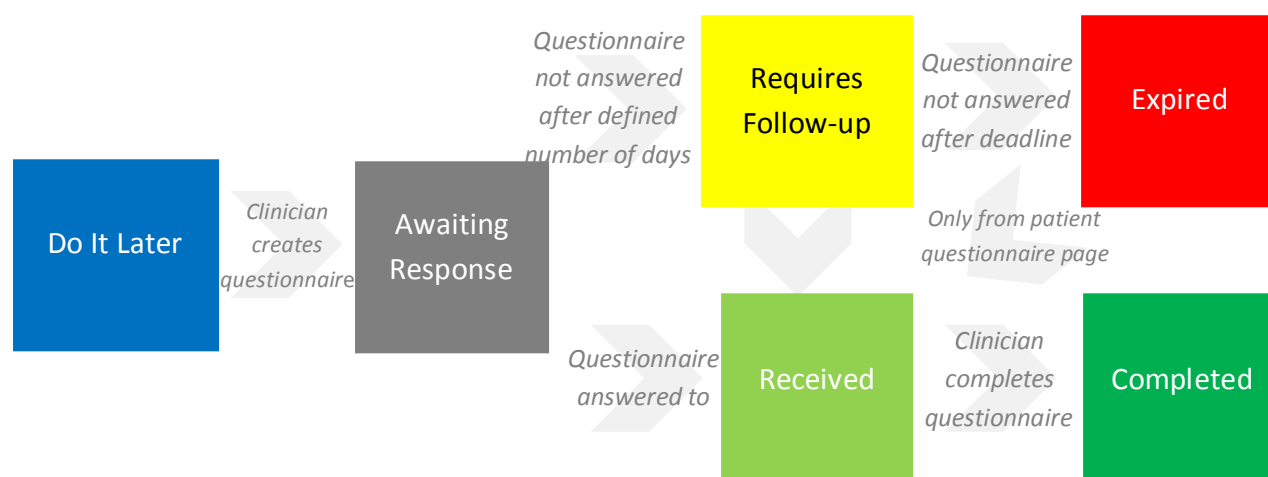 Do It Later
Clinician
creates
questionnaire
Awaiting
Response
Questionnaire
not answered
after defined
number of days
Requires
Follow-up
Questionnaire
not answered
after deadline
Expired
Only from patient
questionnaire page
Questionnaire
answered to
Received
Clinician
completes
questionnaire
Completed